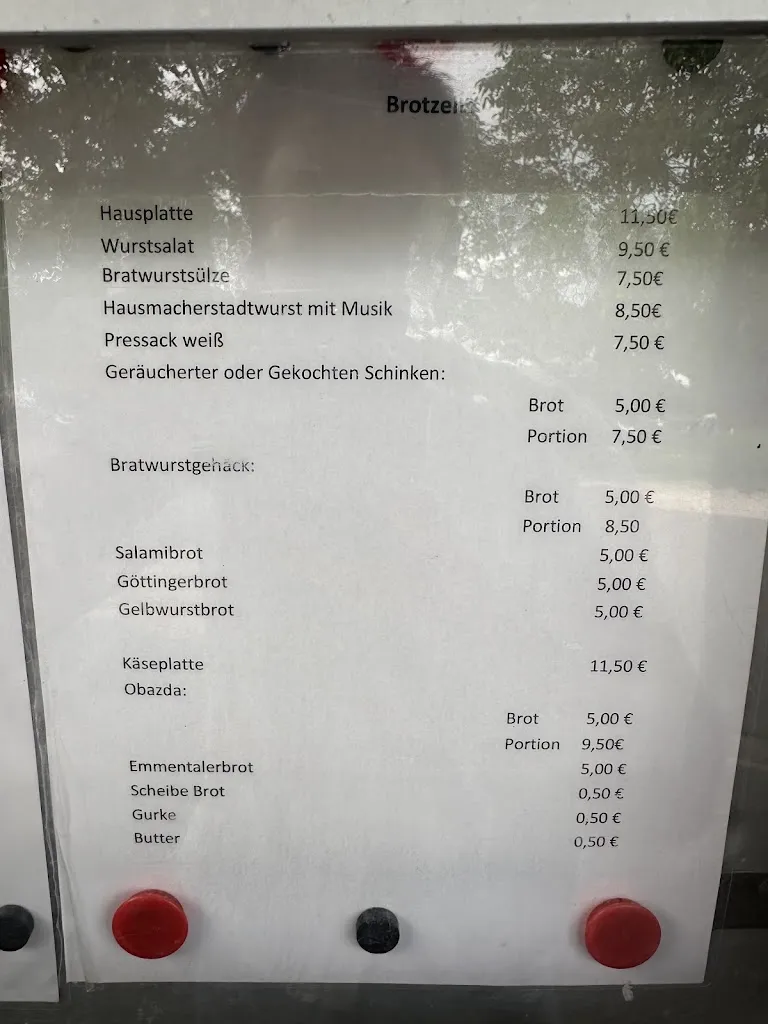 Hausplatte 11,50€
Wurstsalat 9,50 €
Bratwurstsülze 7,50€
Hausmacherstadtwurst mit Musik 8,50€
Pressack weiß 7,50 €
Geräucherter oder Gekochten Schinken:
Brot 5,00 €
Portion 7,50 €
Bratwurstgehäck:
Brot 5,00 €
Portion 8,50
Salamibrot 5,00 €
Göttingerbrot 5,00 €
Gelbwurstbrot 5,00 €
Käseplatte 11,50 €
Obazda:
Brot 5,00 €
Portion 9,50€
Emmentalerbrot 5,00 €
Scheibe Brot 0,50 €
Gurke 0,50 €
Butter 0,50 €